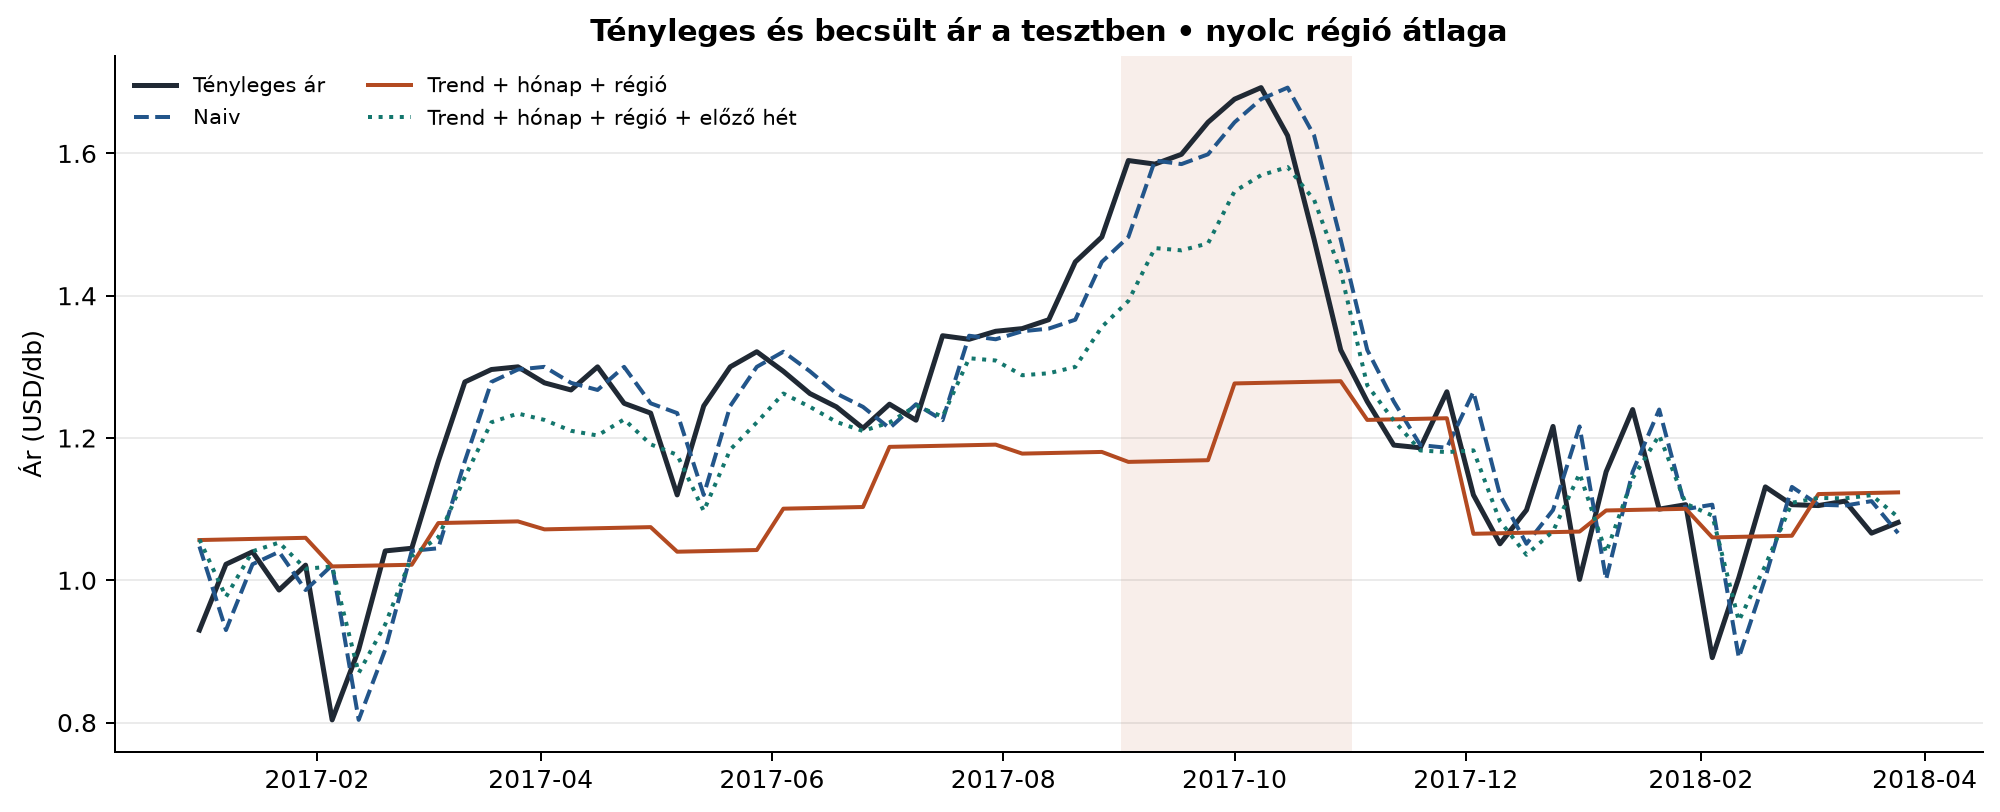 Tényleges és becsült ár a tesztben • nyolc régió átlaga
Tényleges ár
Naiv
Trend + hónap + régió
Trend + hónap + régió + előző hét
Ár (USD/db)
1.6
1.4
1.2
1.0
0.8
2017-02 2017-04 2017-06 2017-08 2017-10 2017-12 2018-02 2018-04